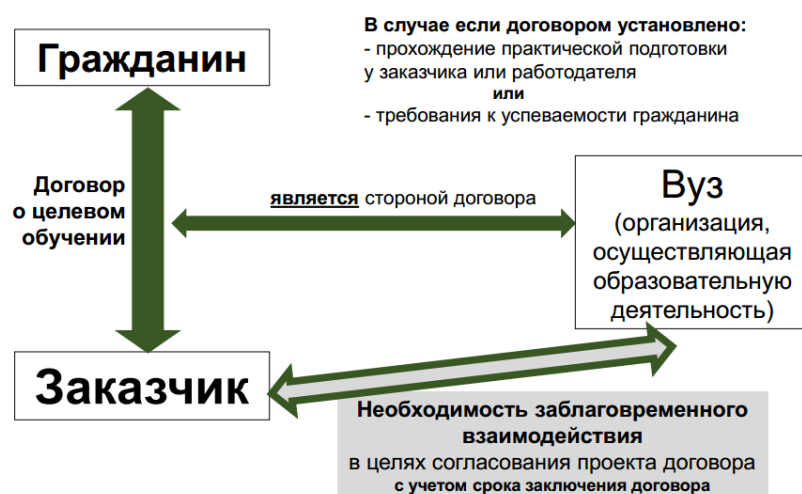 В случае если договором установлено:
- прохождение практической подготовки
у заказчика или работодателя
или
- требования к успеваемости гражданина
Гражданин
Договор
о целевом
обучении
является стороной договора
Вуз
(организация,
осуществляющая
образовательную
деятельность)
Заказчик
Необходимость заблаговременного
взаимодействия
в целях согласования проекта договора
с учетом срока заключения договора